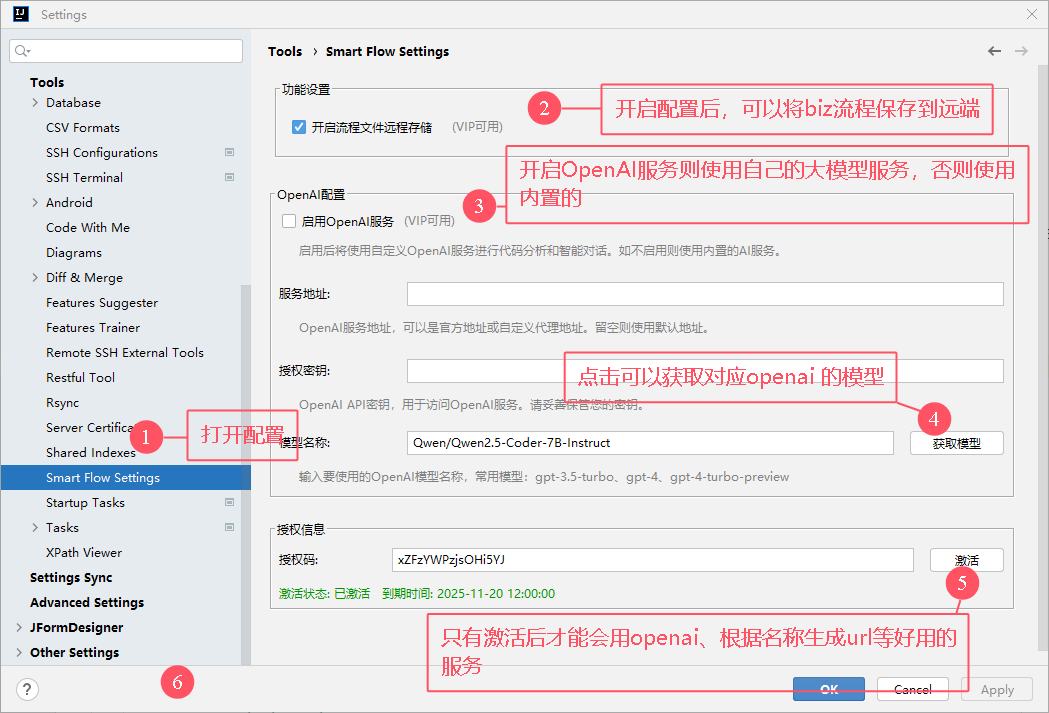 Settings
Tools › Smart Flow Settings
Tools
Database
CSV Formats
SSH Configurations
SSH Terminal
Android
Code With Me
Diagrams
Diff & Merge
Features Suggester
Features Trainer
Remote SSH External Tools
Restful Tool
Rsync
Server Certifica
Shared Indexes
Smart Flow Settings
Startup Tasks
Tasks
XPath Viewer
Settings Sync
Advanced Settings
JFormDesigner
Other Settings
1
打开配置
功能设置
开启流程文件远程存储 (VIP可用)
2
开启配置后，可以将biz流程保存到远端
OpenAI配置
3
开启OpenAI服务则使用自己的大模型服务，否则使用
内置的
启用OpenAI服务 (VIP可用)
启用后将使用自定义OpenAI服务进行代码分析和智能对话。如不启用则使用内置的AI服务。
服务地址:
OpenAI服务地址，可以是官方地址或自定义代理地址。留空则使用默认地址。
授权密钥:
点击可以获取对应openai 的模型
OpenAI API密钥，用于访问OpenAI服务。请妥善保管您的密钥。
4
模型名称: Qwen/Qwen2.5-Coder-7B-Instruct 获取模型
输入要使用的OpenAI模型名称，常用模型：gpt-3.5-turbo、gpt-4、gpt-4-turbo-preview
授权信息
授权码: xZFzYWPzjsOHi5YJ 激活
激活状态: 已激活 到期时间: 2025-11-20 12:00:00
5
只有激活后才能会用openai、根据名称生成url等好用的
服务
6
?
OK Cancel Apply